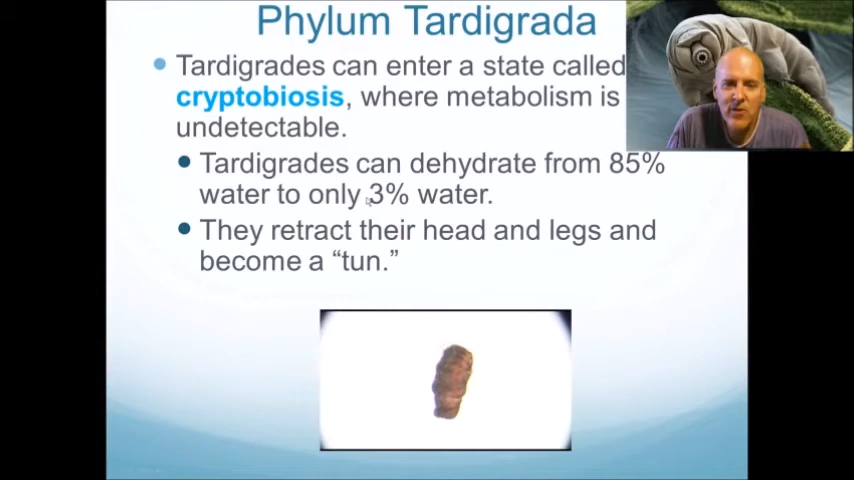 Phylum Tardigrada
Tardigrades can enter a state called
cryptobiosis, where metabolism is
undetectable.
Tardigrades can dehydrate from 85%
water to only 3% water.
They retract their head and legs and
become a “tun.”